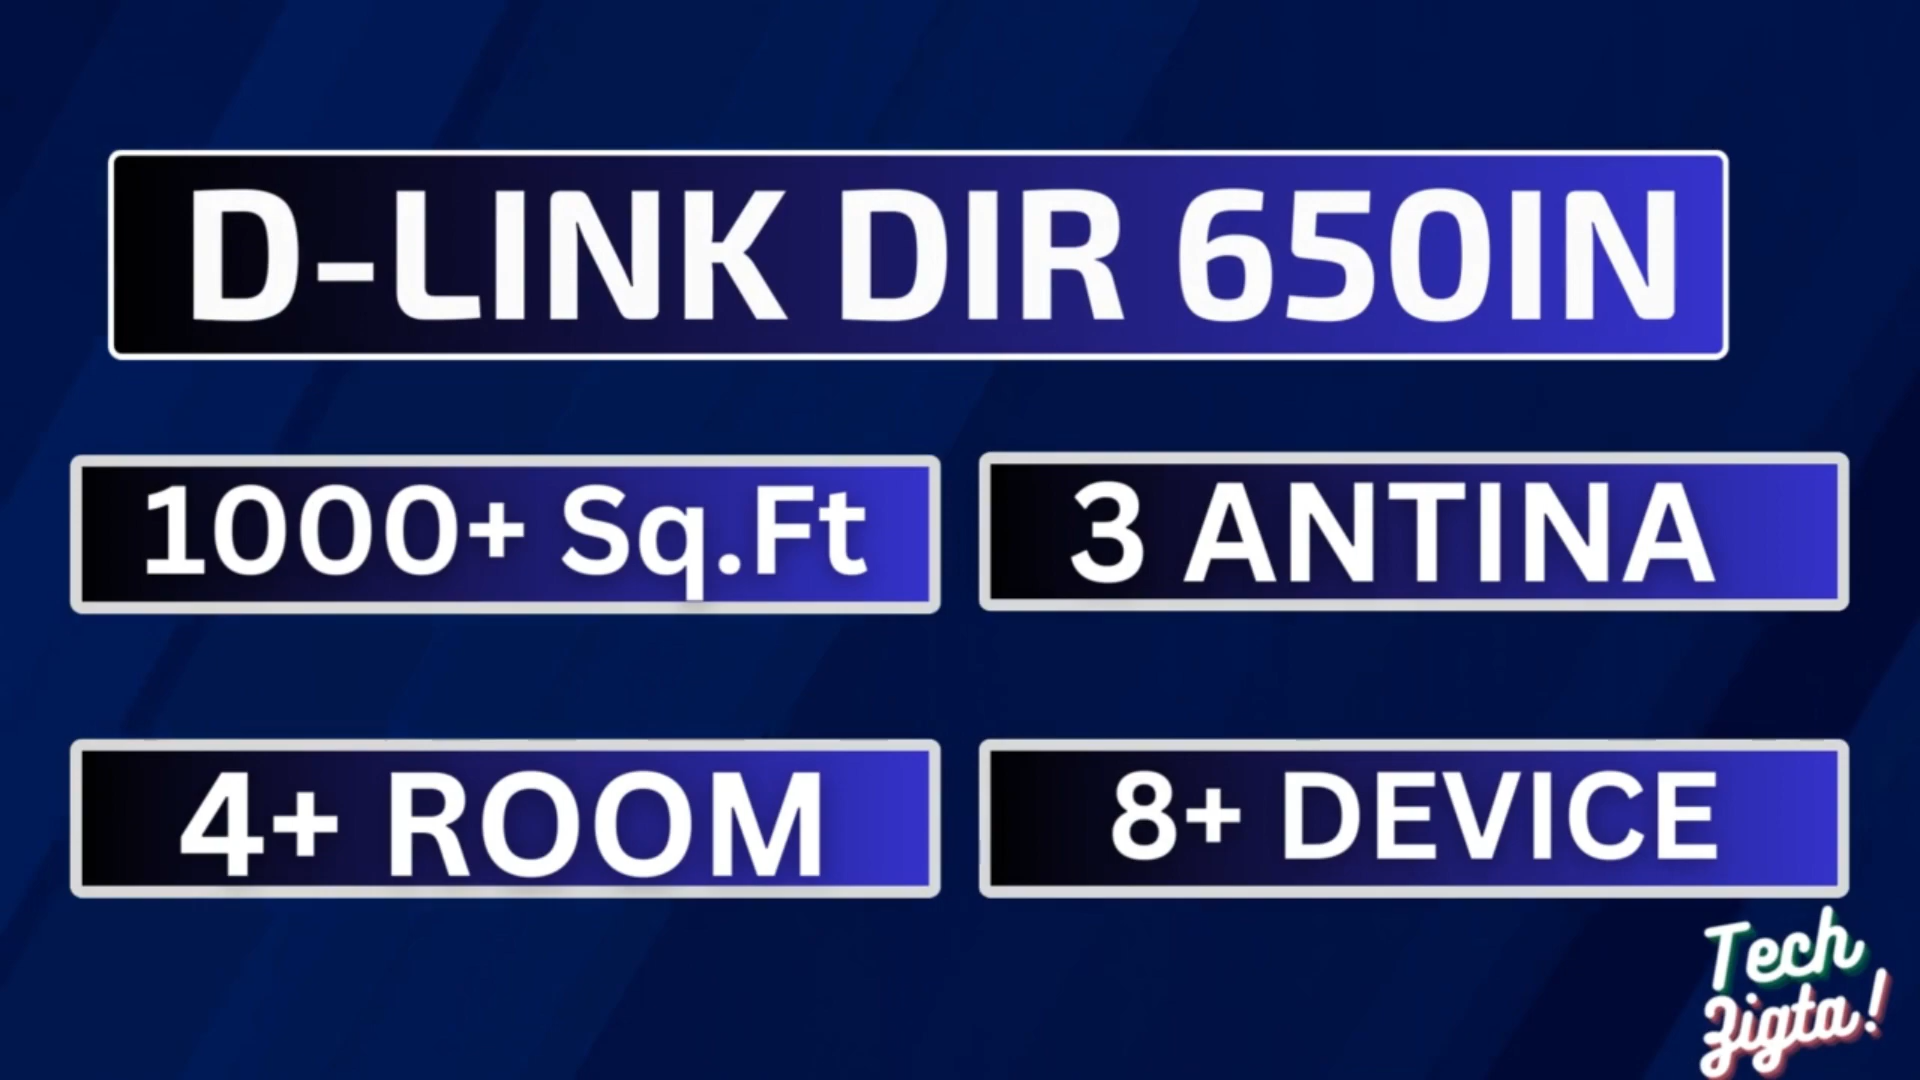 D-LINK DIR 650IN
1000+ Sq.Ft
3 ANTINA
4+ ROOM
8+ DEVICE
Tech
Zigta!